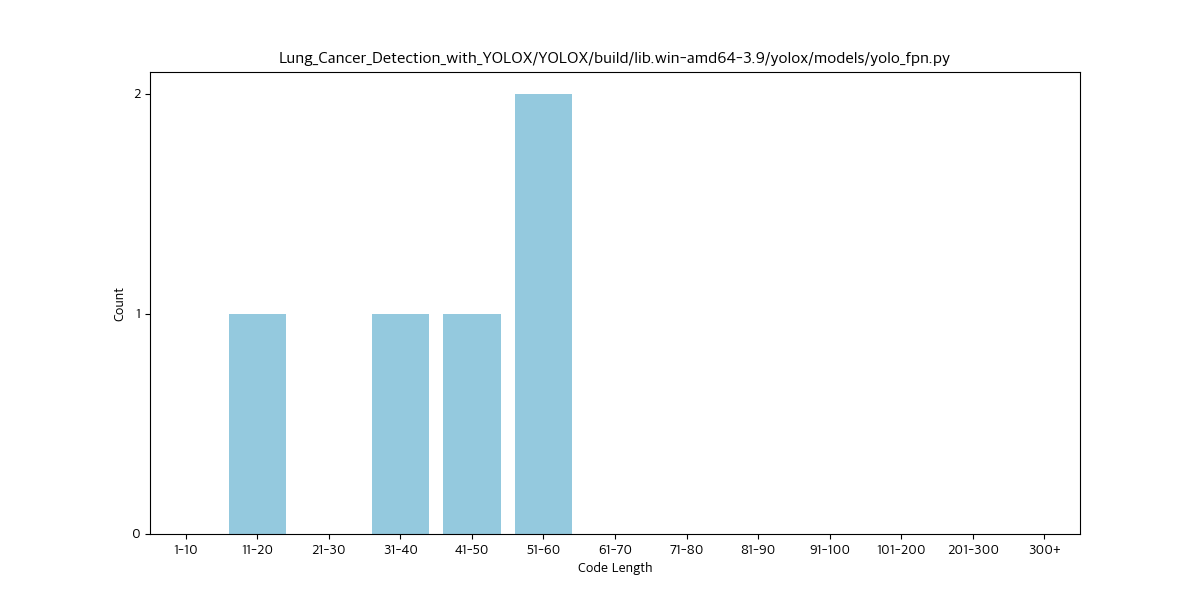 Lung_Cancer_Detection_with_YOLOX/YOLOX/build/lib.win-amd64-3.9/yolox/models/yolo_fpn.py
2
1
0
Count
1-10 11-20 21-30 31-40 41-50 51-60 61-70 71-80 81-90 91-100 101-200 201-300 300+
Code Length